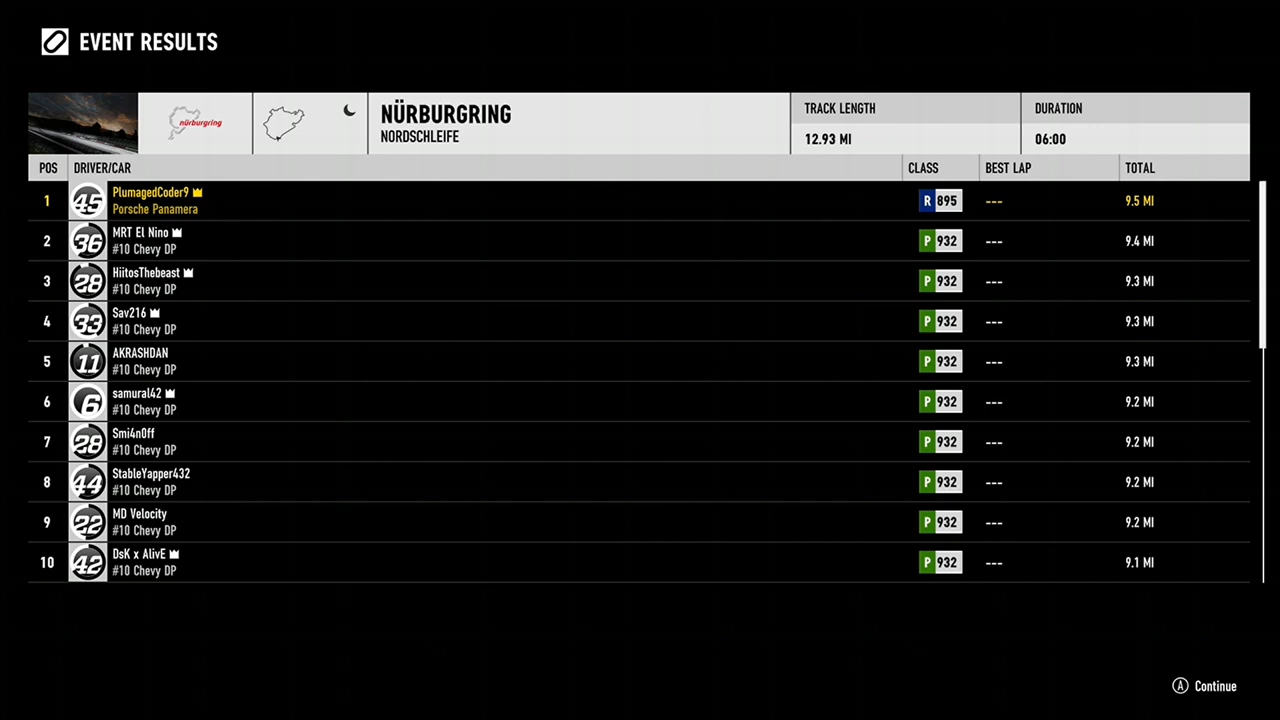 EVENT RESULTS
nürburgring
NÜRBURGRING
NORDSCHLEIFE
TRACK LENGTH
12.93 MI
DURATION
06:00
POS DRIVER/CAR CLASS BEST LAP TOTAL
1 45 PlumagedCoder9 R 895 --- 9.5 MI
Porsche Panamera
2 36 MRT El Nino P 932 --- 9.4 MI
#10 Chevy DP
3 28 HiitosThebeast P 932 --- 9.3 MI
#10 Chevy DP
4 33 Sav216 P 932 --- 9.3 MI
#10 Chevy DP
5 11 AKRASHDAN P 932 --- 9.3 MI
#10 Chevy DP
6 6 samural42 P 932 --- 9.2 MI
#10 Chevy DP
7 28 Smi4n0ff P 932 --- 9.2 MI
#10 Chevy DP
8 44 StableYapper432 P 932 --- 9.2 MI
#10 Chevy DP
9 22 MD Velocity P 932 --- 9.2 MI
#10 Chevy DP
10 42 DsK x AlivE P 932 --- 9.1 MI
#10 Chevy DP
A Continue